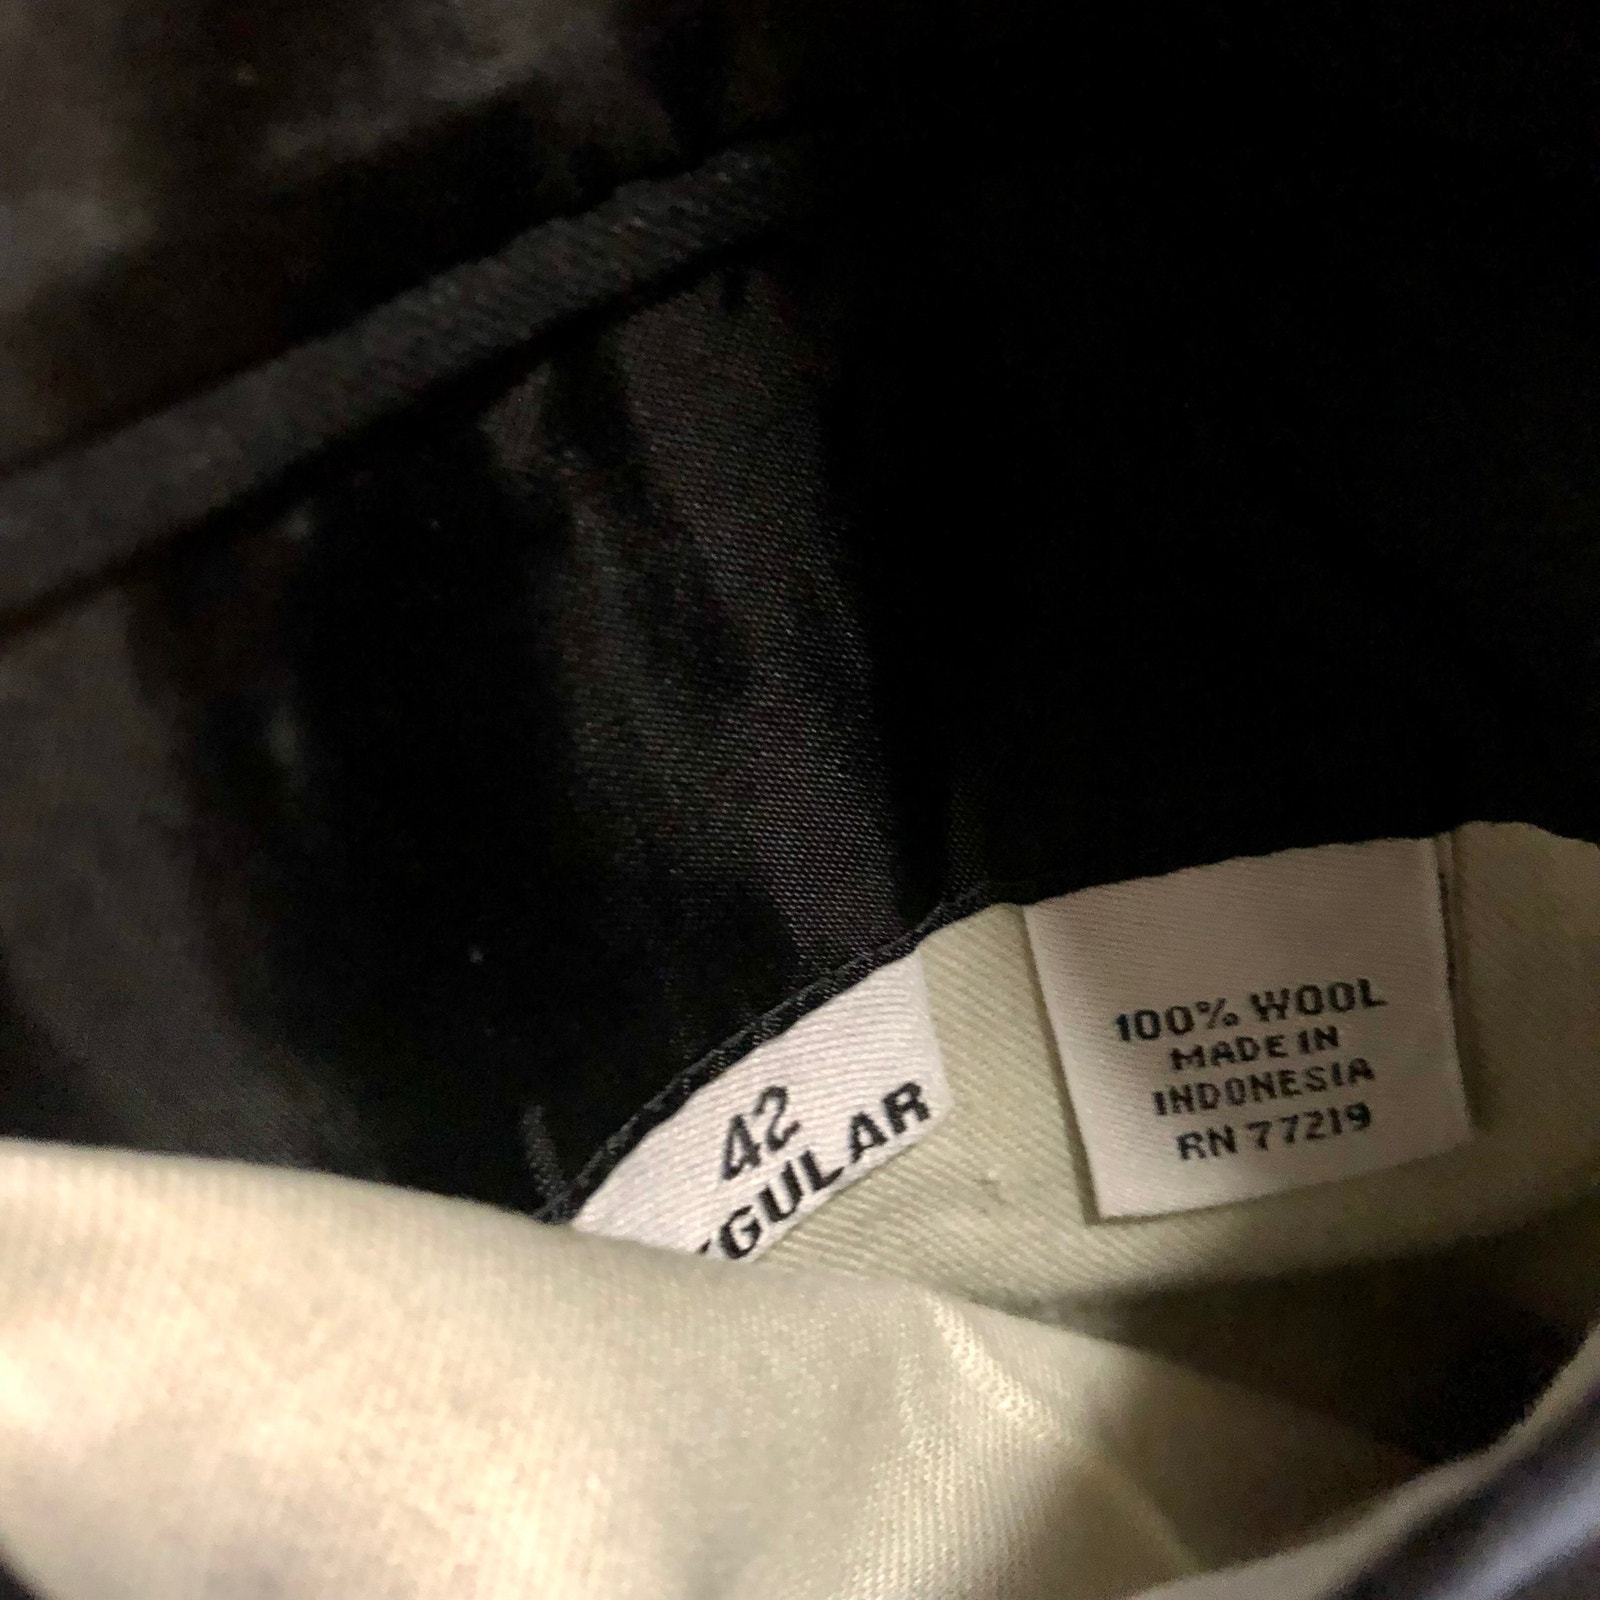 42
GULAR
100% WOOL
MADE IN
INDONESIA
RN 77219